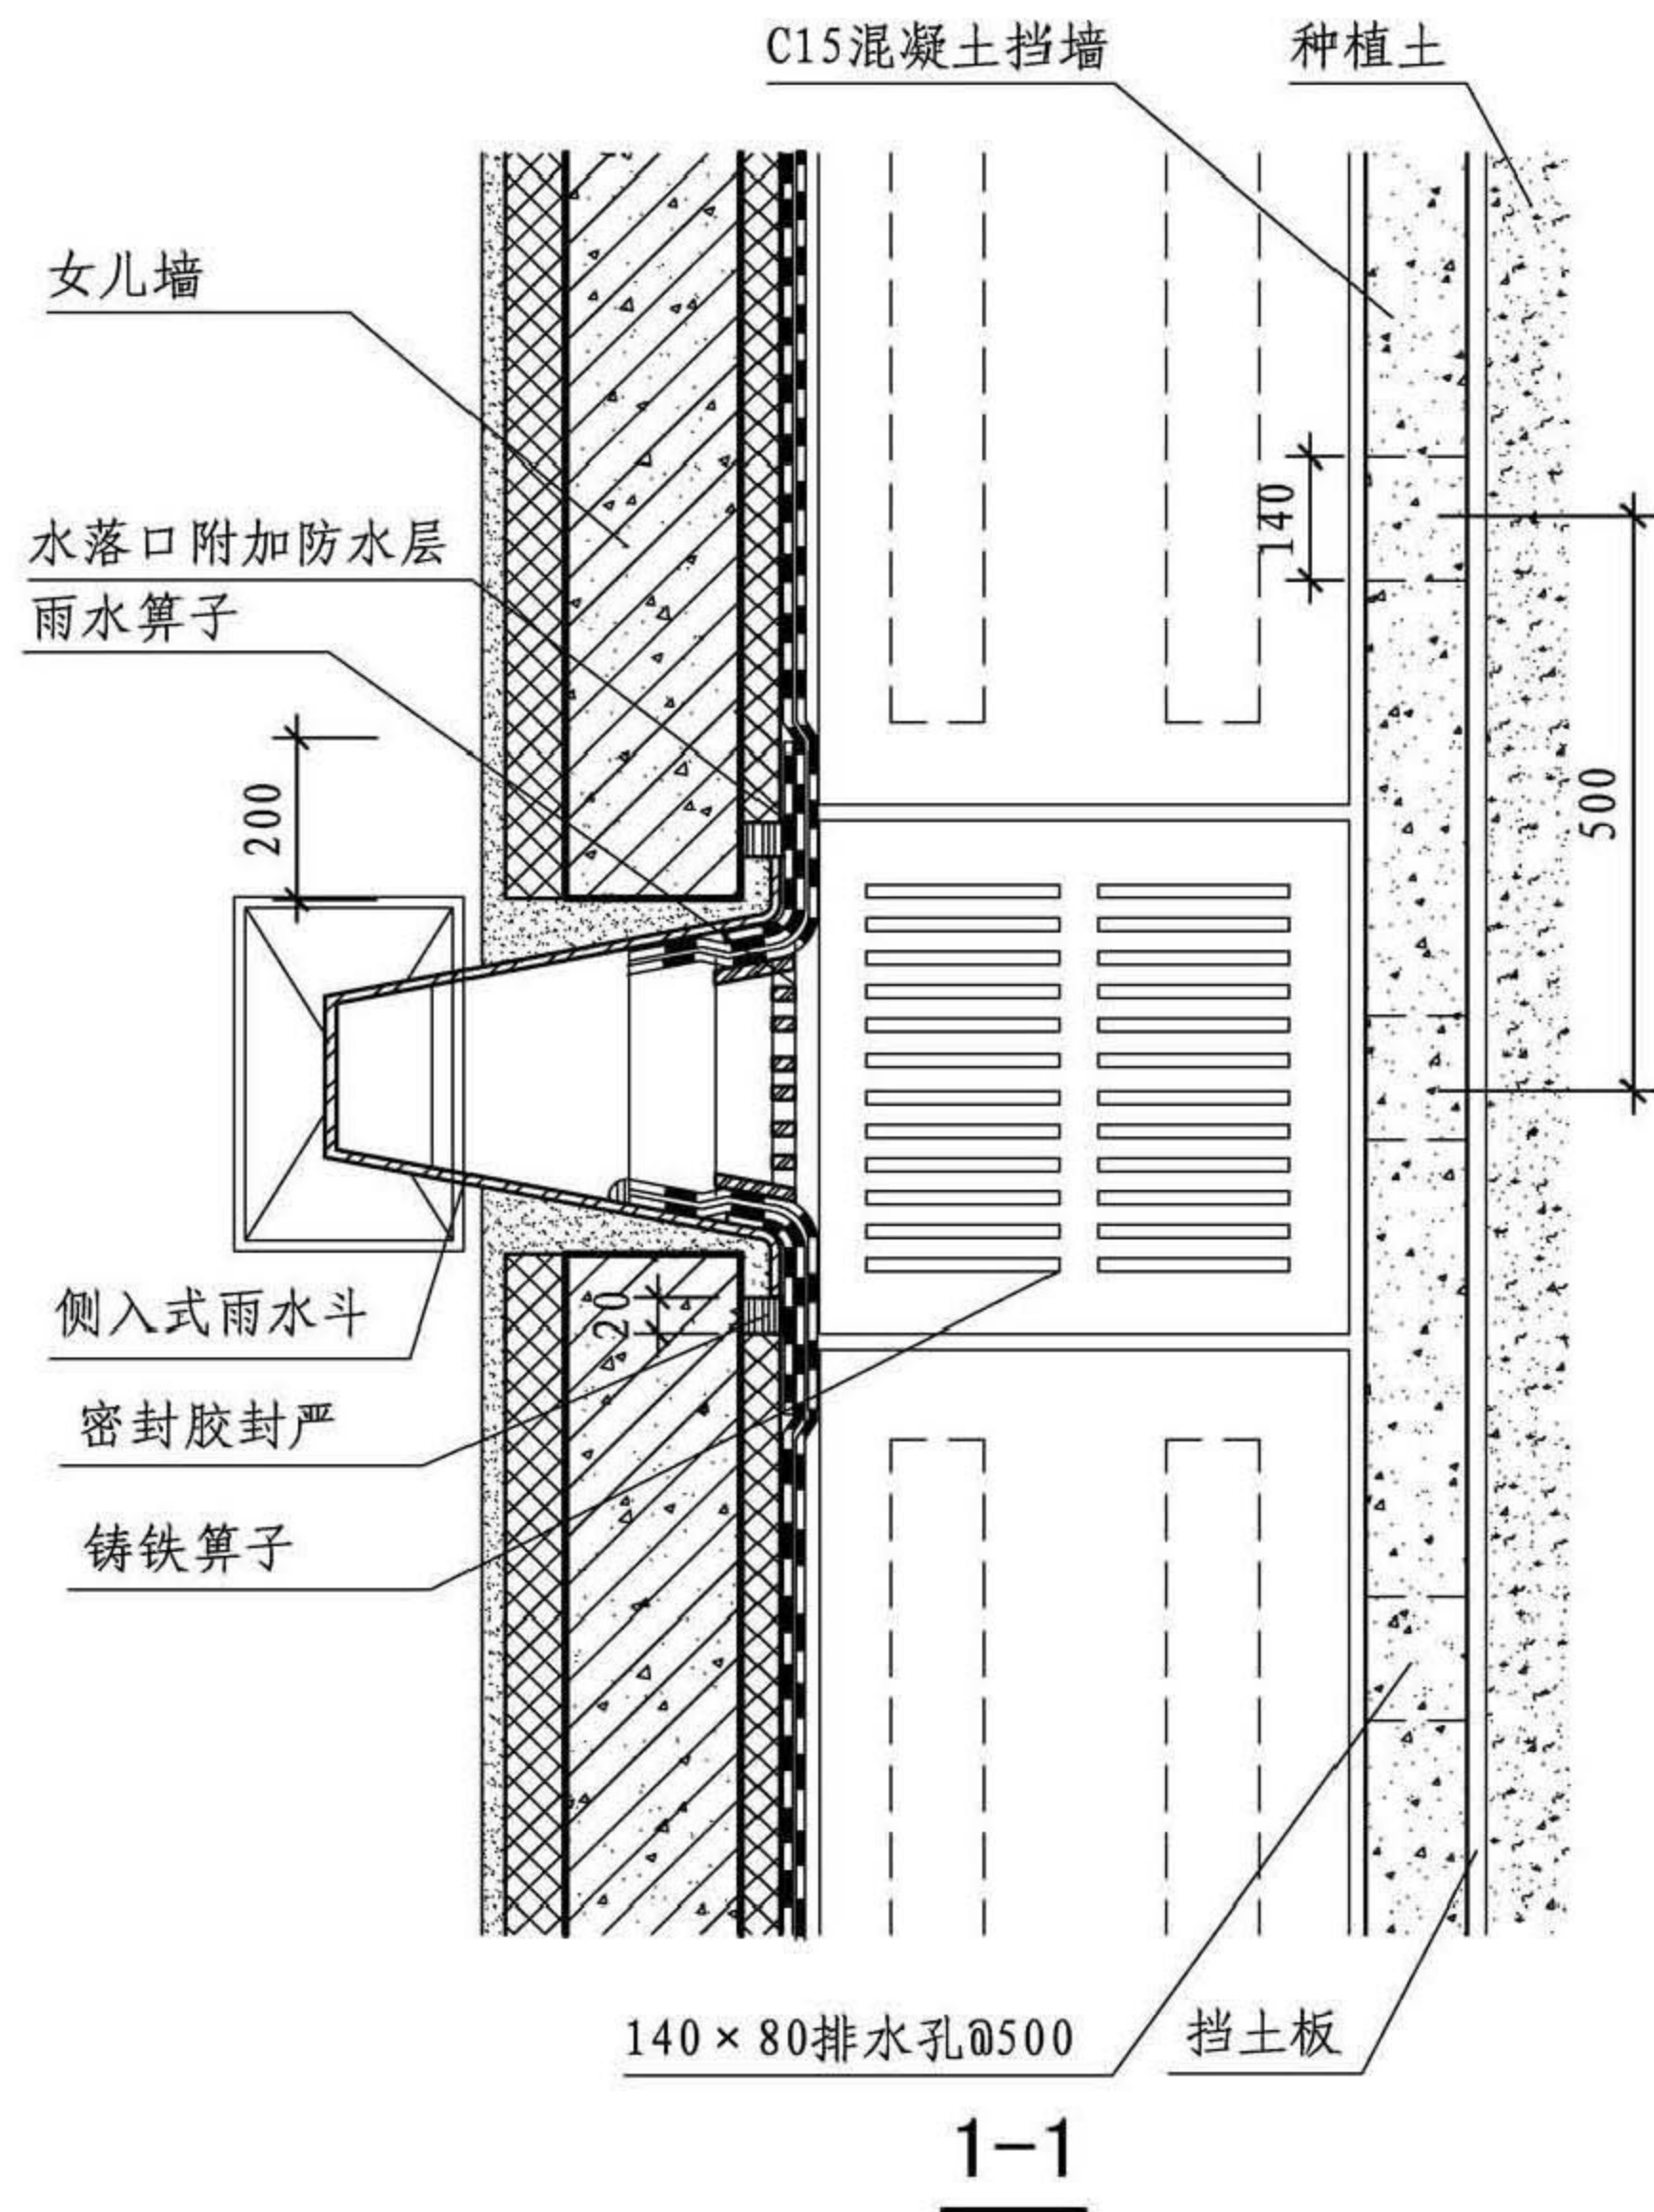 C15混凝土挡墙
种植土
女儿墙
140
水落口附加防水层
雨水箅子
200
500
侧入式雨水斗
20
密封胶封严
铸铁箅子
140×80排水孔@500
挡土板
1-1